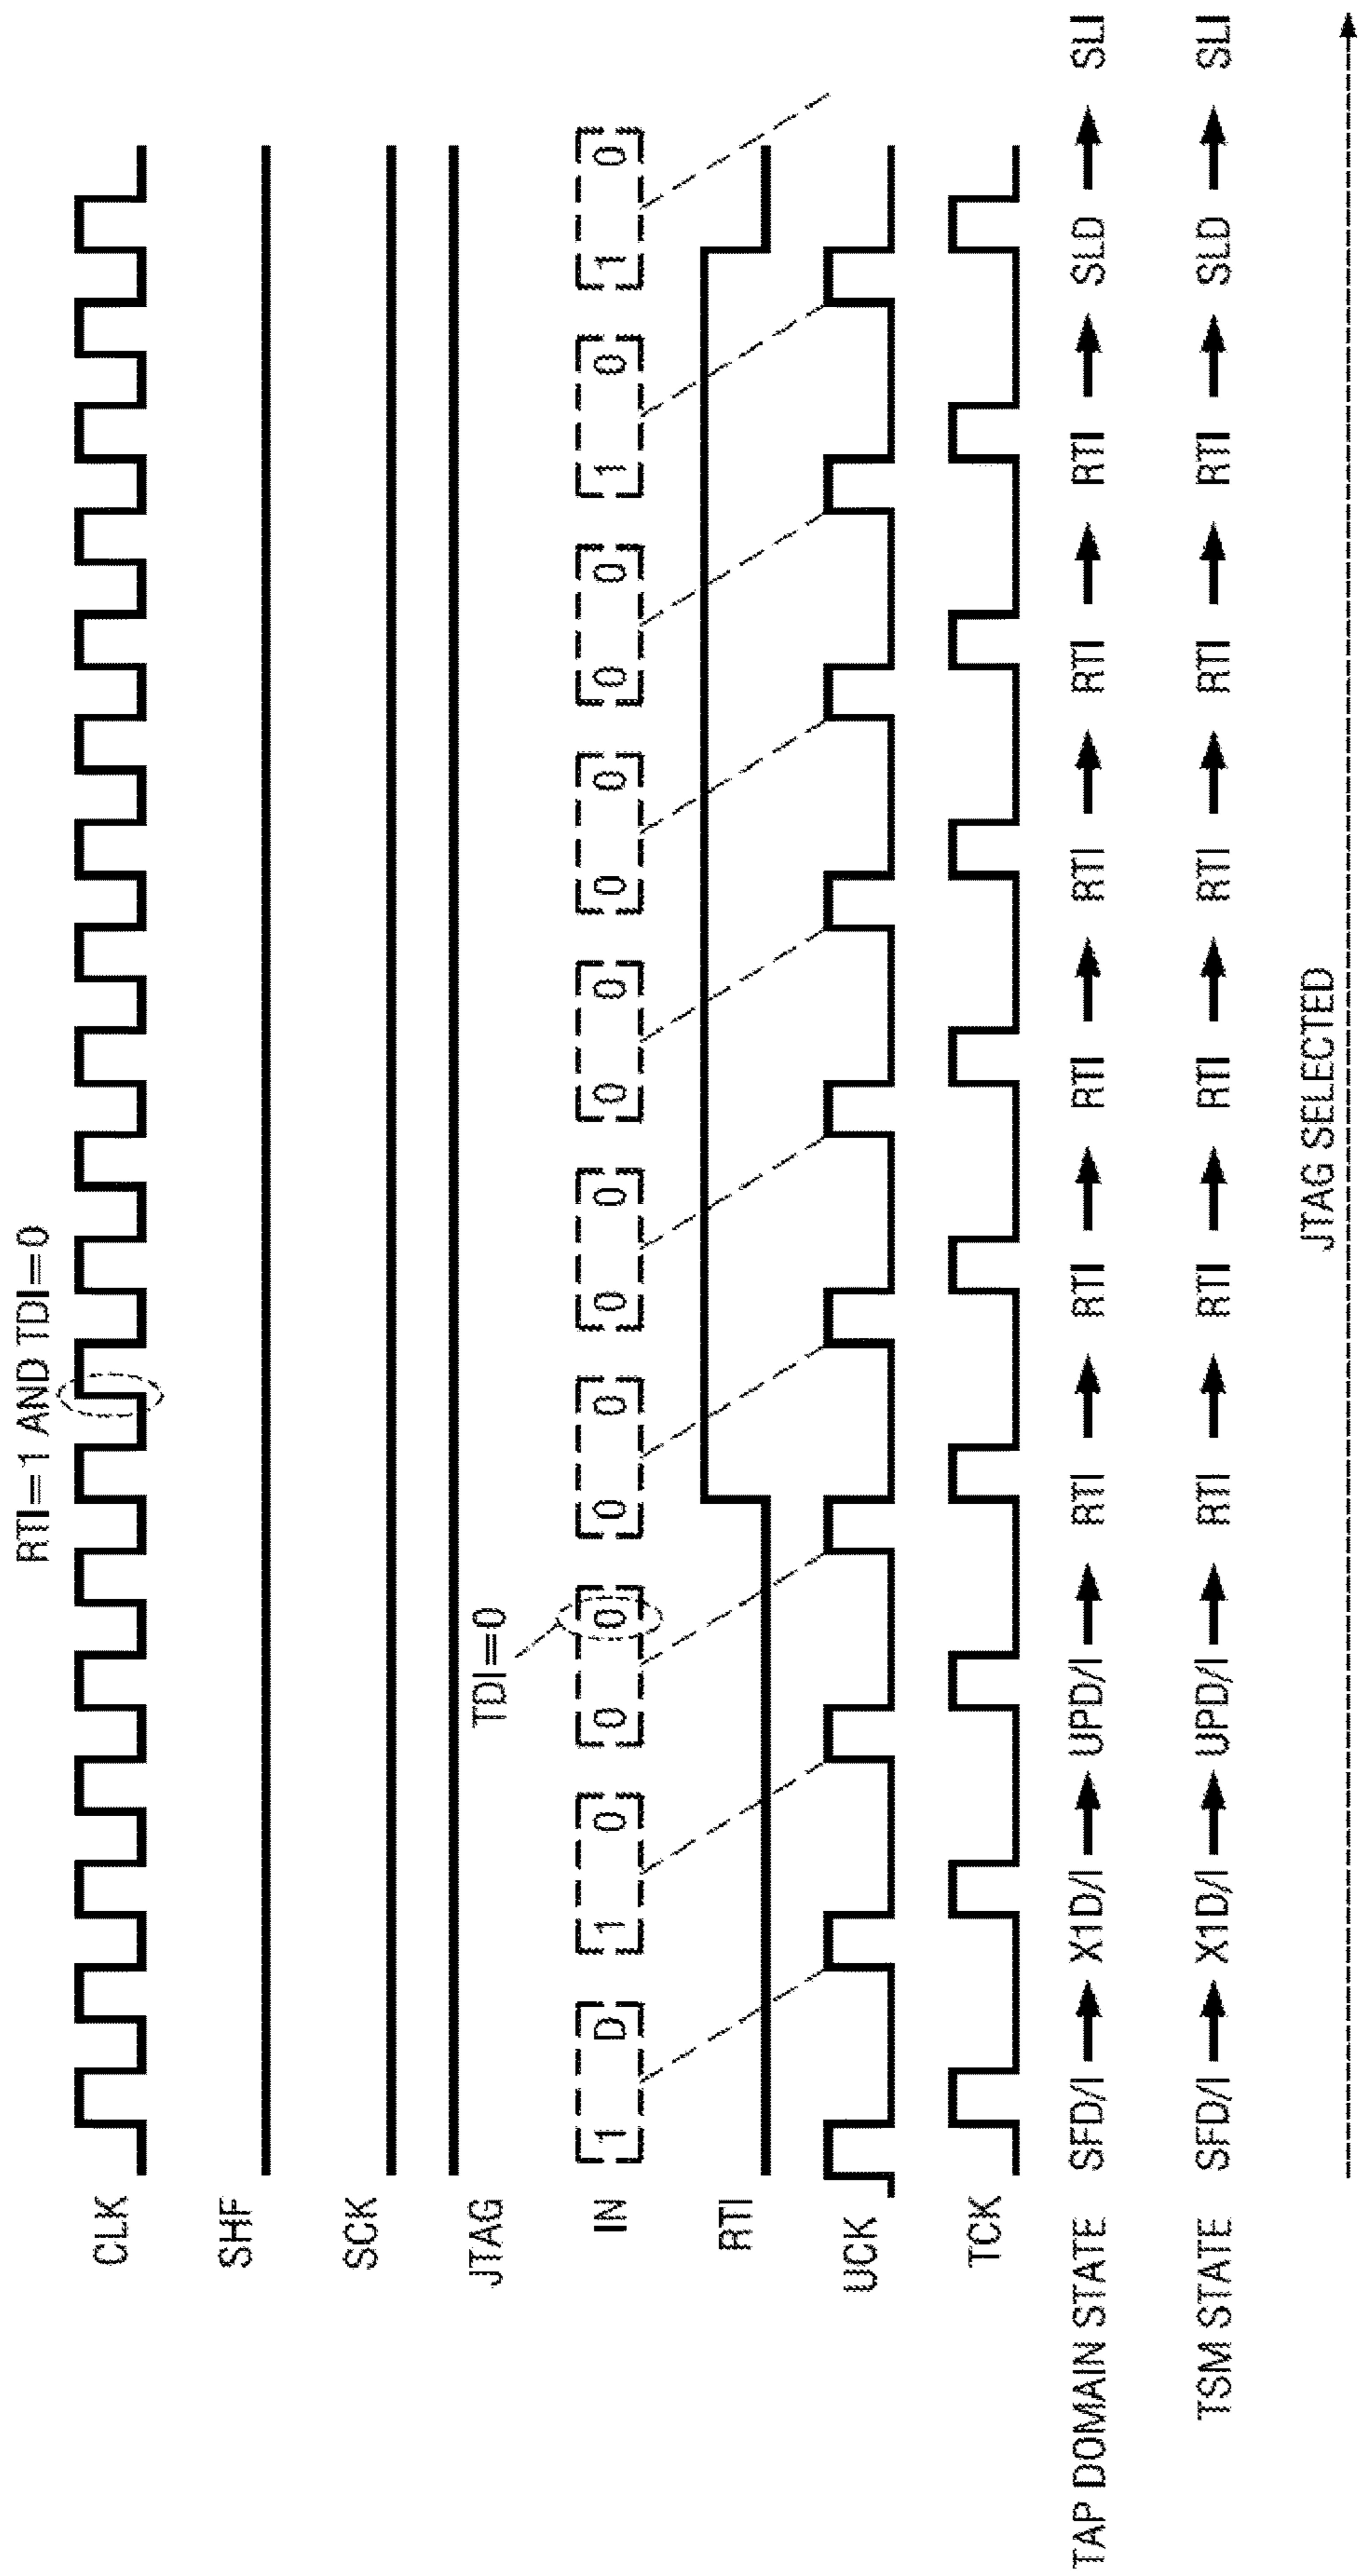 RTI=1 AND TDI=0
CLK
SHF
SCK
JTAG
TDI=0
IN 1 D 1 0 0 0 0 0 0 0 0 0 0 0 0 0 1 0 1 0
RTI
UCK
TCK
TAP DOMAIN STATE SFD/I → X1D/I → UPD/I → RTI → RTI → RTI → RTI → RTI → RTI → SLD → SLI
TSM STATE SFD/I → X1D/I → UPD/I → RTI → RTI → RTI → RTI → RTI → RTI → SLD → SLI
JTAG SELECTED